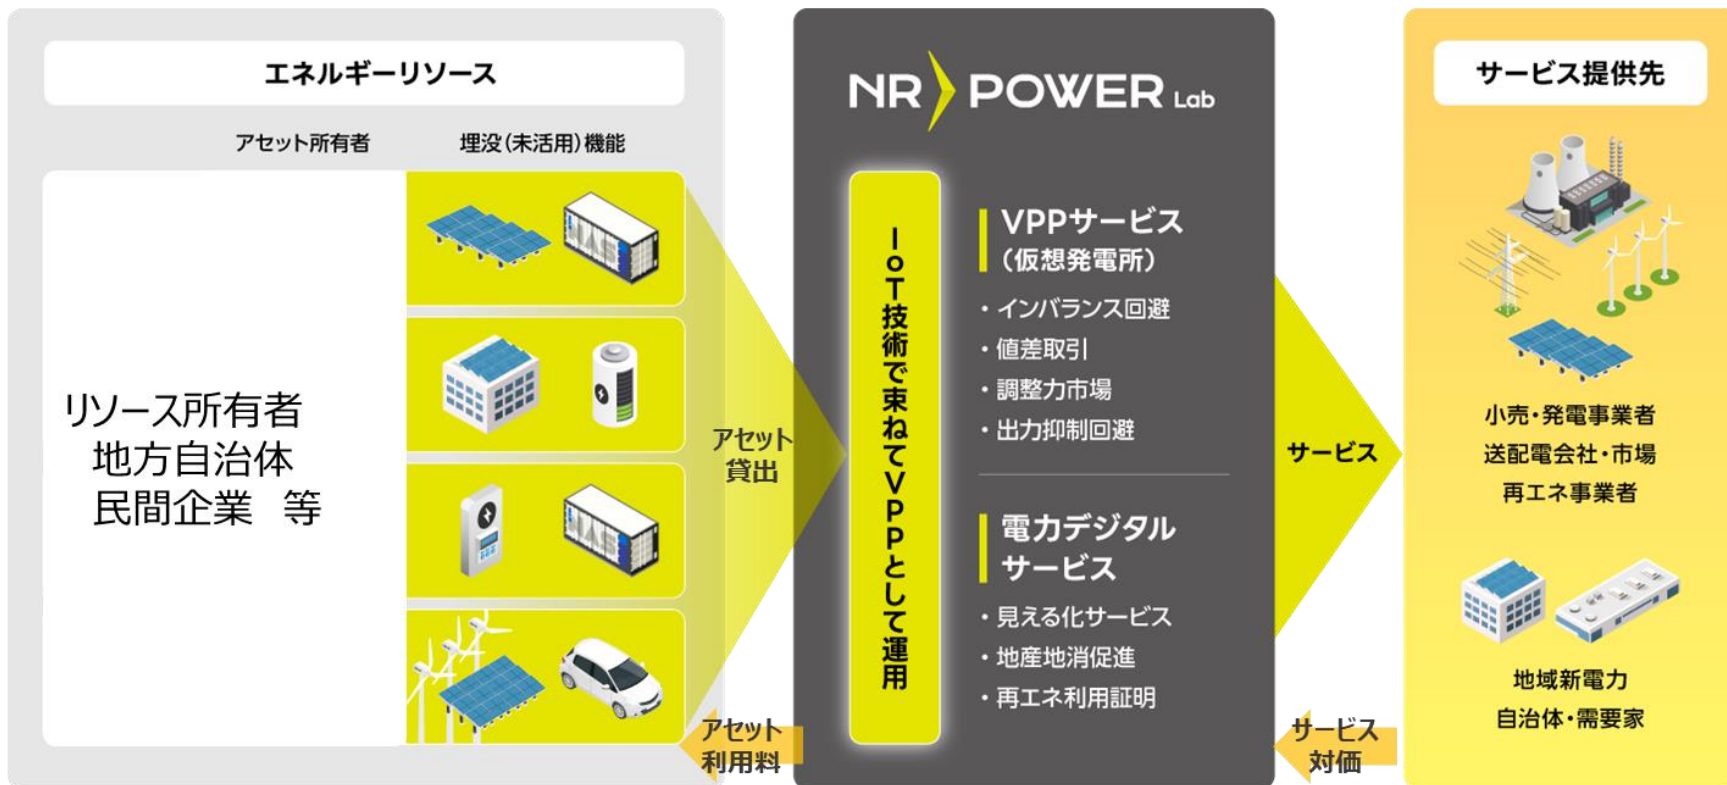 エネルギーリソース
アセット所有者
埋没(未活用)機能
リソース所有者
地方自治体
民間企業 等
アセット
貸出
アセット
利用料
NR POWER Lab
IoT技術で束ねてVPPとして運用
VPPサービス
(仮想発電所)
・インバランス回避
・値差取引
・調整力市場
・出力抑制回避
電力デジタル
サービス
・見える化サービス
・地産地消促進
・再エネ利用証明
サービス
サービス
対価
サービス提供先
小売・発電事業者
送配電会社・市場
再エネ事業者
地域新電力
自治体・需要家